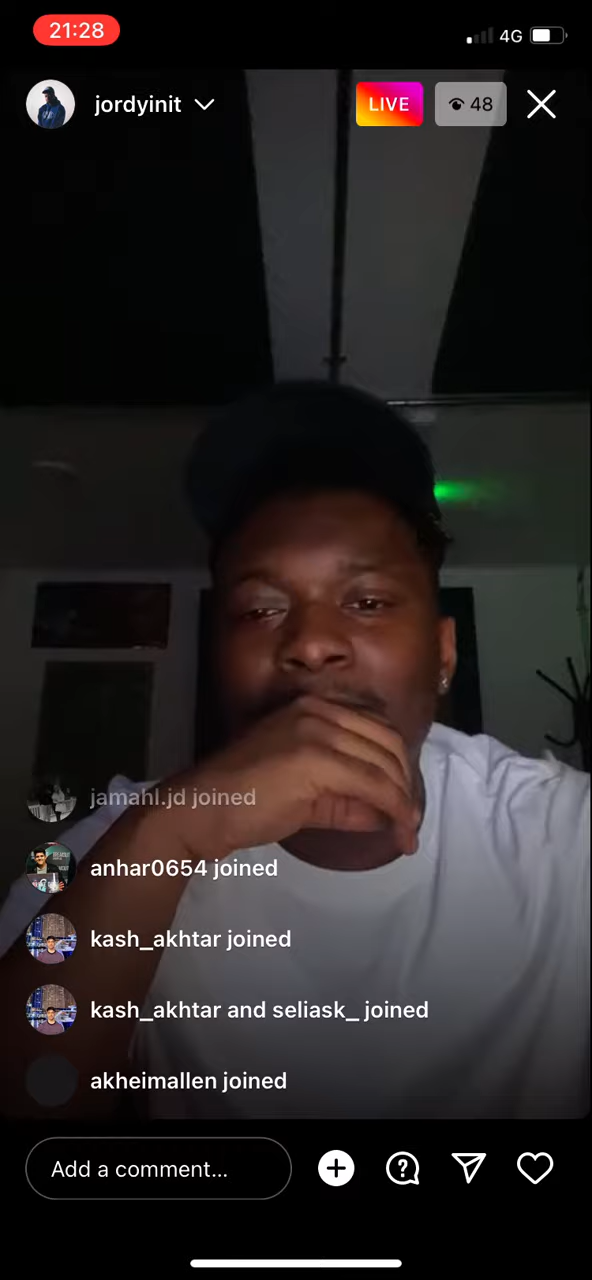 21:28
4G
jordyinit
LIVE
48
jamahl.jd joined
anhar0654 joined
kash_akhtar joined
kash_akhtar and seliask_ joined
akheimallen joined
Add a comment...